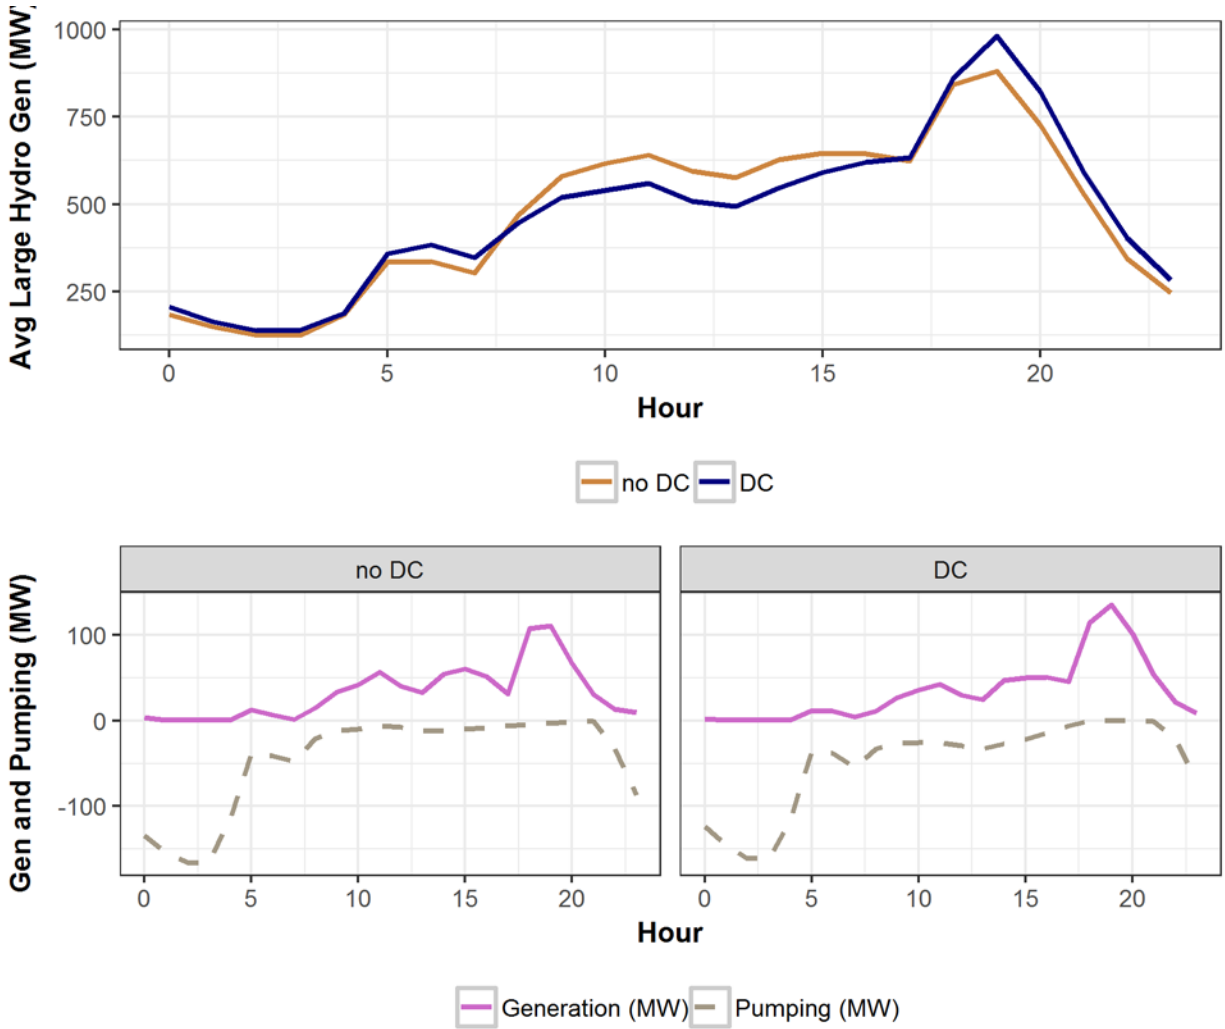 Avg Large Hydro Gen (MW)
1000
750
500
250
0 5 10 15 20
Hour
no DC DC
no DC DC
Gen and Pumping (MW)
100
0
-100
0 5 10 15 20 0 5 10 15 20
Hour
Generation (MW) Pumping (MW)